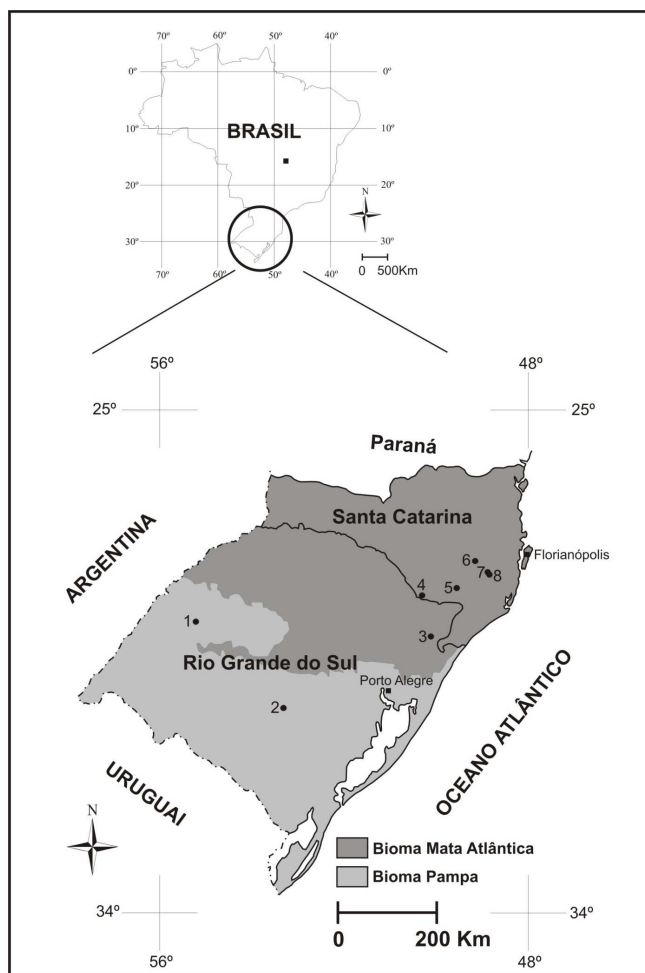 70º 60º 50º 40º
0º 0º
BRASIL
10º 10º
20º 20º
N
30º 30º
0 500Km
70º 60º 50º 40º
56º 48º
25º 25º
Paraná
Santa Catarina
ARGENTINA
Florianópolis
6
7 8
4 5
1
3
Rio Grande do Sul
Porto Alegre
2
OCEANO ATLÂNTICO
URUGUAI
N
Bioma Mata Atlântica
Bioma Pampa
34º 34º
0 200 Km
56º 48º